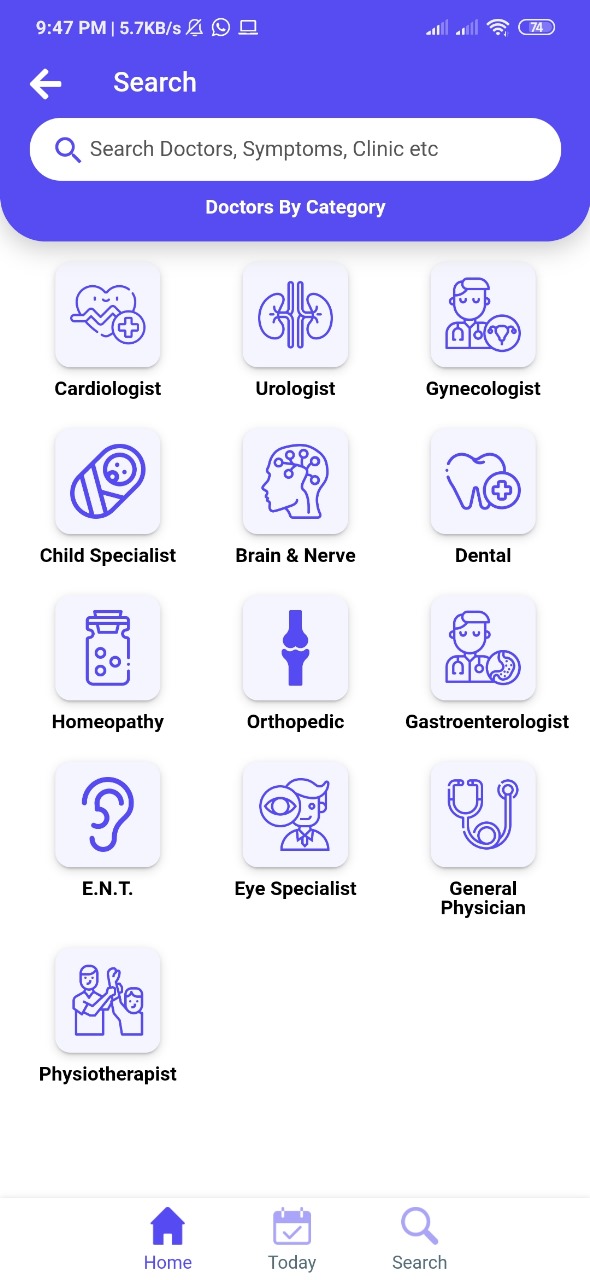 9:47 PM | 5.7KB/s 74
Search
Search Doctors, Symptoms, Clinic etc
Doctors By Category
Cardiologist Urologist Gynecologist
Child Specialist Brain & Nerve Dental
Homeopathy Orthopedic Gastroenterologist
E.N.T. Eye Specialist General
Physician
Physiotherapist
Home Today Search